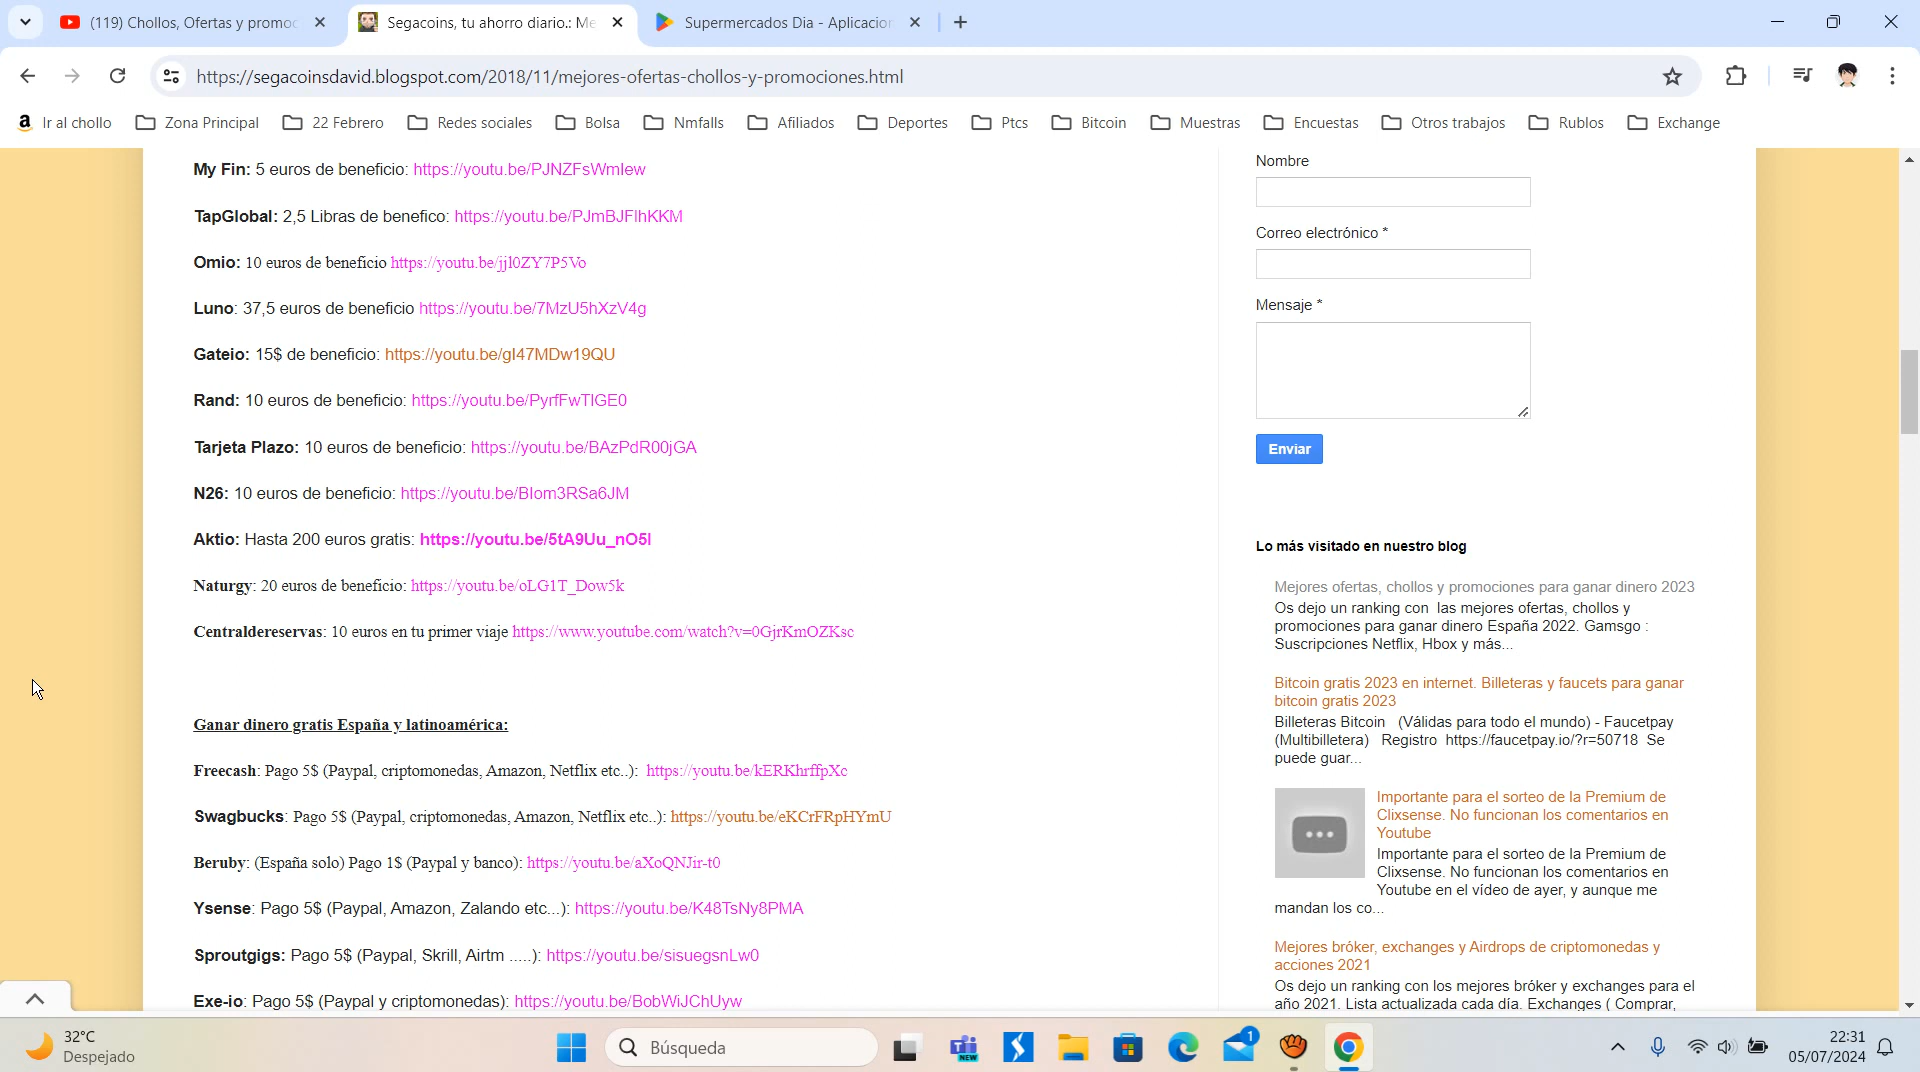 (119) Chollos, Ofertas y promoc
Segacoins, tu ahorro diario.: Me
Supermercados Dia - Aplicacion
https://segacoinsdavid.blogspot.com/2018/11/mejores-ofertas-chollos-y-promociones.html
Ir al chollo
Zona Principal
22 Febrero
Redes sociales
Bolsa
Nmfalls
Afiliados
Deportes
Ptcs
Bitcoin
Muestras
Encuestas
Otros trabajos
Rublos
Exchange
My Fin: 5 euros de beneficio: https://youtu.be/PJNZFsWmlew
TapGlobal: 2,5 Libras de benefico: https://youtu.be/PJmBJFlhKKM
Omio: 10 euros de beneficio https://youtu.be/jjl0ZY7P5Vo
Luno: 37,5 euros de beneficio https://youtu.be/7MzU5hXzV4g
Gateio: 15$ de beneficio: https://youtu.be/gI47MDw19QU
Rand: 10 euros de beneficio: https://youtu.be/PyrfFwTlGE0
Tarjeta Plazo: 10 euros de beneficio: https://youtu.be/BAzPdR00jGA
N26: 10 euros de beneficio: https://youtu.be/Blom3RSa6JM
Aktio: Hasta 200 euros gratis: https://youtu.be/5tA9Uu_nO5I
Naturgy: 20 euros de beneficio: https://youtu.be/oLG1T_Dow5k
Centraldereservas: 10 euros en tu primer viaje https://www.youtube.com/watch?v=0GjrKmOZKsc
Ganar dinero gratis España y latinoamérica:
Freecash: Pago 5$ (Paypal, criptomonedas, Amazon, Netflix etc..): https://youtu.be/kERKhrffpXc
Swagbucks: Pago 5$ (Paypal, criptomonedas, Amazon, Netflix etc..): https://youtu.be/eKCrFRpHYmU
Beruby: (España solo) Pago 1$ (Paypal y banco): https://youtu.be/aXoQNJir-t0
Ysense: Pago 5$ (Paypal, Amazon, Zalando etc...): https://youtu.be/K48TsNy8PMA
Sproutgigs: Pago 5$ (Paypal, Skrill, Airtm .....): https://youtu.be/sisuegsnLw0
Exe-io: Pago 5$ (Paypal y criptomonedas): https://youtu.be/BobWiJChUyw
Nombre
Correo electrónico *
Mensaje *
Enviar
Lo más visitado en nuestro blog
Mejores ofertas, chollos y promociones para ganar dinero 2023
Os dejo un ranking con las mejores ofertas, chollos y
promociones para ganar dinero España 2022. Gamsgo :
Suscripciones Netflix, Hbox y más...
Bitcoin gratis 2023 en internet. Billeteras y faucets para ganar
bitcoin gratis 2023
Billeteras Bitcoin (Válidas para todo el mundo) - Faucetpay
(Multibilletera) Registro https://faucetpay.io/?r=50718 Se
puede guar...
Importante para el sorteo de la Premium de
Clixsense. No funcionan los comentarios en
Youtube
Importante para el sorteo de la Premium de
Clixsense. No funcionan los comentarios en
Youtube en el vídeo de ayer, y aunque me
mandan los co...
Mejores bróker, exchanges y Airdrops de criptomonedas y
acciones 2021
Os dejo un ranking con los mejores bróker y exchanges para el
año 2021. Lista actualizada cada día. Exchanges ( Comprar,
32°C
Despejado
Búsqueda
NEW
1
22:31
05/07/2024